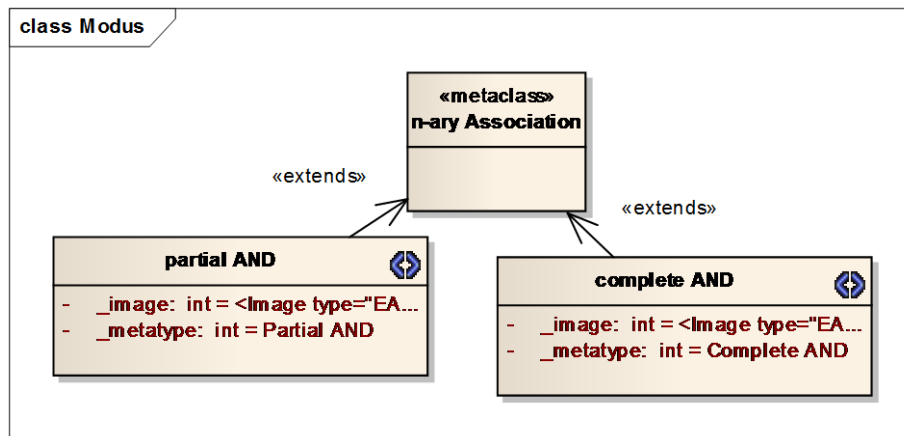 class Modus
«metaclass»
n-ary Association
«extends»
«extends»
partial AND
- _image: int = <Image type="EA...
- _metatype: int = Partial AND
complete AND
- _image: int = <Image type="EA...
- _metatype: int = Complete AND